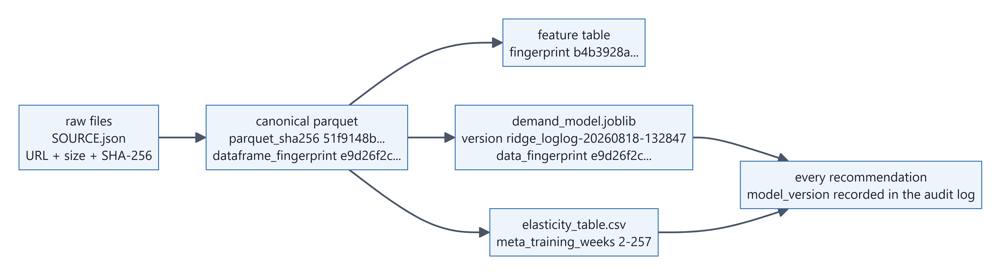 raw files
SOURCE.json
URL + size + SHA-256
canonical parquet
parquet_sha256 51f9148b...
dataframe_fingerprint e9d26f2c...
feature table
fingerprint b4b3928a...
demand_model.joblib
version ridge_loglog-20260818-132847
data_fingerprint e9d26f2c...
elasticity_table.csv
meta_training_weeks 2-257
every recommendation
model_version recorded in the audit log